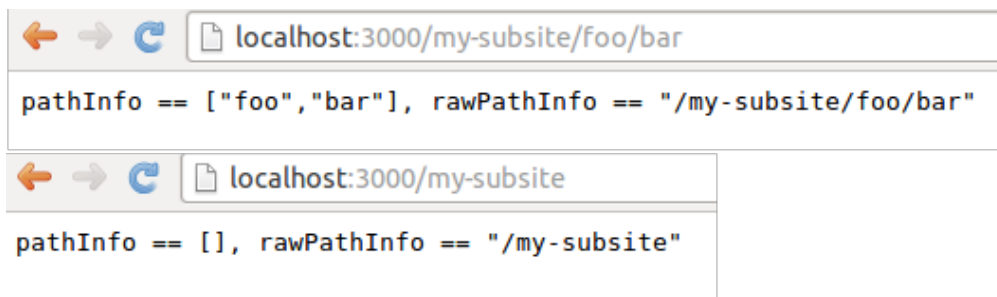 localhost:3000/my-subsite/foo/bar
pathInfo == ["foo","bar"], rawPathInfo == "/my-subsite/foo/bar"
localhost:3000/my-subsite
pathInfo == [], rawPathInfo == "/my-subsite"